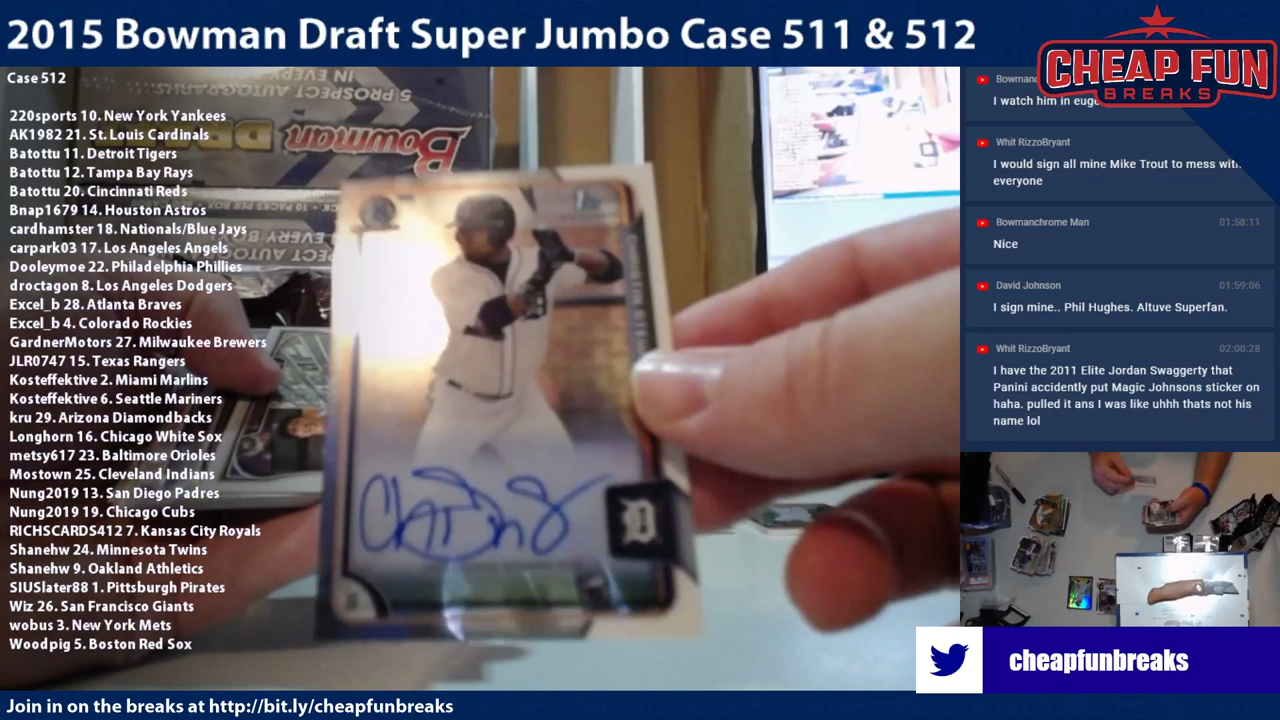 2015 Bowman Draft Super Jumbo Case 511 & 512
CHEAP FUN
BREAKS
Case 512
220sports 10. New York Yankees
AK1982 21. St. Louis Cardinals
Batottu 11. Detroit Tigers
Batottu 12. Tampa Bay Rays
Batottu 20. Cincinnati Reds
Bnap1679 14. Houston Astros
cardhamster 18. Nationals/Blue Jays
carpark03 17. Los Angeles Angels
Dooleymoe 22. Philadelphia Phillies
droctagon 8. Los Angeles Dodgers
Excel_b 28. Atlanta Braves
Excel_b 4. Colorado Rockies
GardnerMotors 27. Milwaukee Brewers
JLR0747 15. Texas Rangers
Kosteffektive 2. Miami Marlins
Kosteffektive 6. Seattle Mariners
kru 29. Arizona Diamondbacks
Longhorn 16. Chicago White Sox
metsy617 23. Baltimore Orioles
Mostown 25. Cleveland Indians
Nung2019 13. San Diego Padres
Nung2019 19. Chicago Cubs
RICHSCARDS412 7. Kansas City Royals
Shanehw 24. Minnesota Twins
Shanehw 9. Oakland Athletics
SIUSlater88 1. Pittsburgh Pirates
Wiz 26. San Francisco Giants
wobus 3. New York Mets
Woodpig 5. Boston Red Sox
5 PROSPECT AUTOGRAPHS
IN EVERY
Bowman
D
I watch him in
Whit RizzoBryant
I would sign all mine Mike Trout to mess with
everyone
Bowmanchrome Man 01:58:11
Nice
David Johnson 01:59:06
I sign mine.. Phil Hughes. Altuve Superfan.
Whit RizzoBryant 02:00:28
I have the 2011 Elite Jordan Swaggerty that
Panini accidently put Magic Johnsons sticker on
haha. pulled it ans I was like uhhh thats not his
name lol
cheapfunbreaks
Join in on the breaks at http://bit.ly/cheapfunbreaks